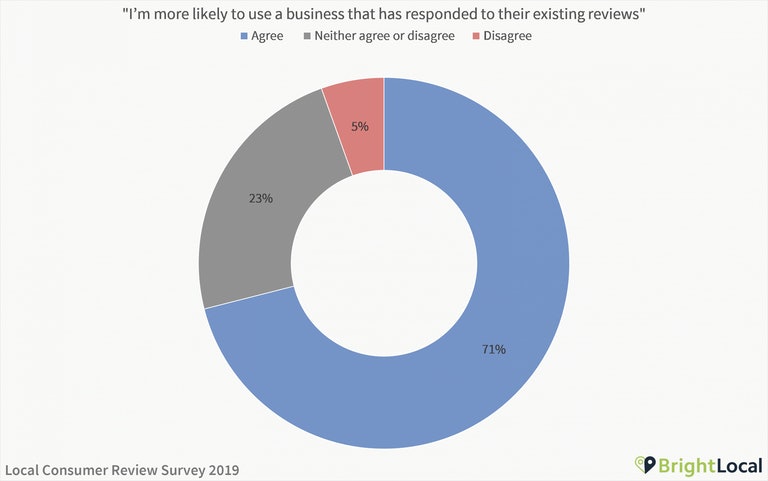 "I'm more likely to use a business that has responded to their existing reviews"
Agree Neither agree or disagree Disagree
5%
23%
71%
Local Consumer Review Survey 2019
BrightLocal